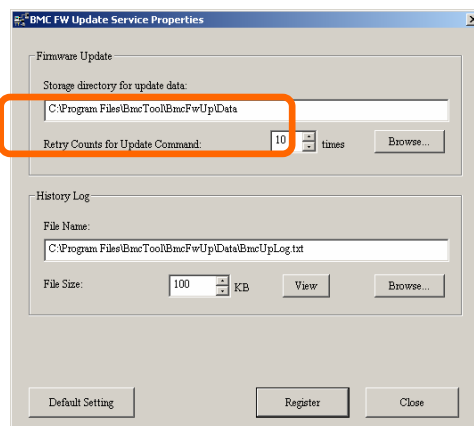 BMC FW Update Service Properties
Firmware Update
Storage directory for update data:
C:\Program Files\BmcTool\BmcFwUp\Data
Retry Counts for Update Command: 10 times Browse...
History Log
File Name:
C:\Program Files\BmcTool\BmcFwUp\Data\BmcUpLog.txt
File Size: 100 KB View Browse...
Default Setting Register Close